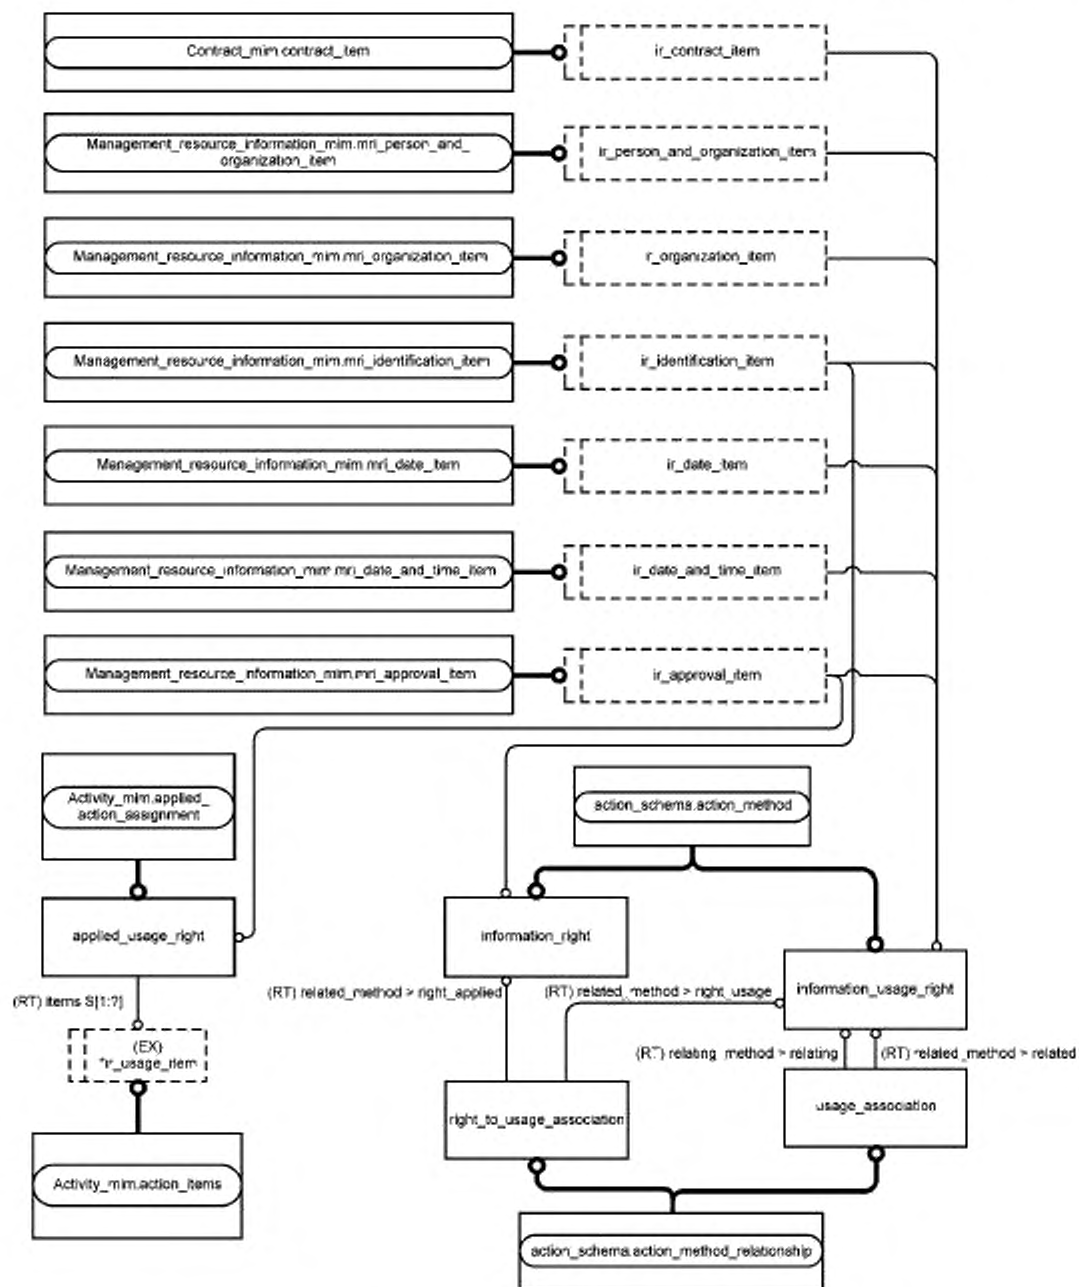 Contract_mim.contract_item
ir_contract_item
Management_resource_information_mim.mri_person_and_
organization_item
ir_person_and_organization_item
Management_resource_information_mim.mri_organization_item
ir_organization_item
Management_resource_information_mim.mri_identification_item
ir_identification_item
Management_resource_information_mim.mri_date_item
ir_date_item
Management_resource_information_mim.mri_date_and_time_item
ir_date_and_time_item
Management_resource_information_mim.mri_approval_item
ir_approval_item
Activity_mim.applied_
action_assignment
action_schema.action_method
applied_usage_right
information_right
(RT) items S[1:?]
(RT) related_method > right_applied
(RT) related_method > right_usage
information_usage_right
(EX)
*ir_usage_item
(RT) relating_method > relating
(RT) related_method > related
right_to_usage_association
usage_association
Activity_mim.action_items
action_schema.action_method_relationship